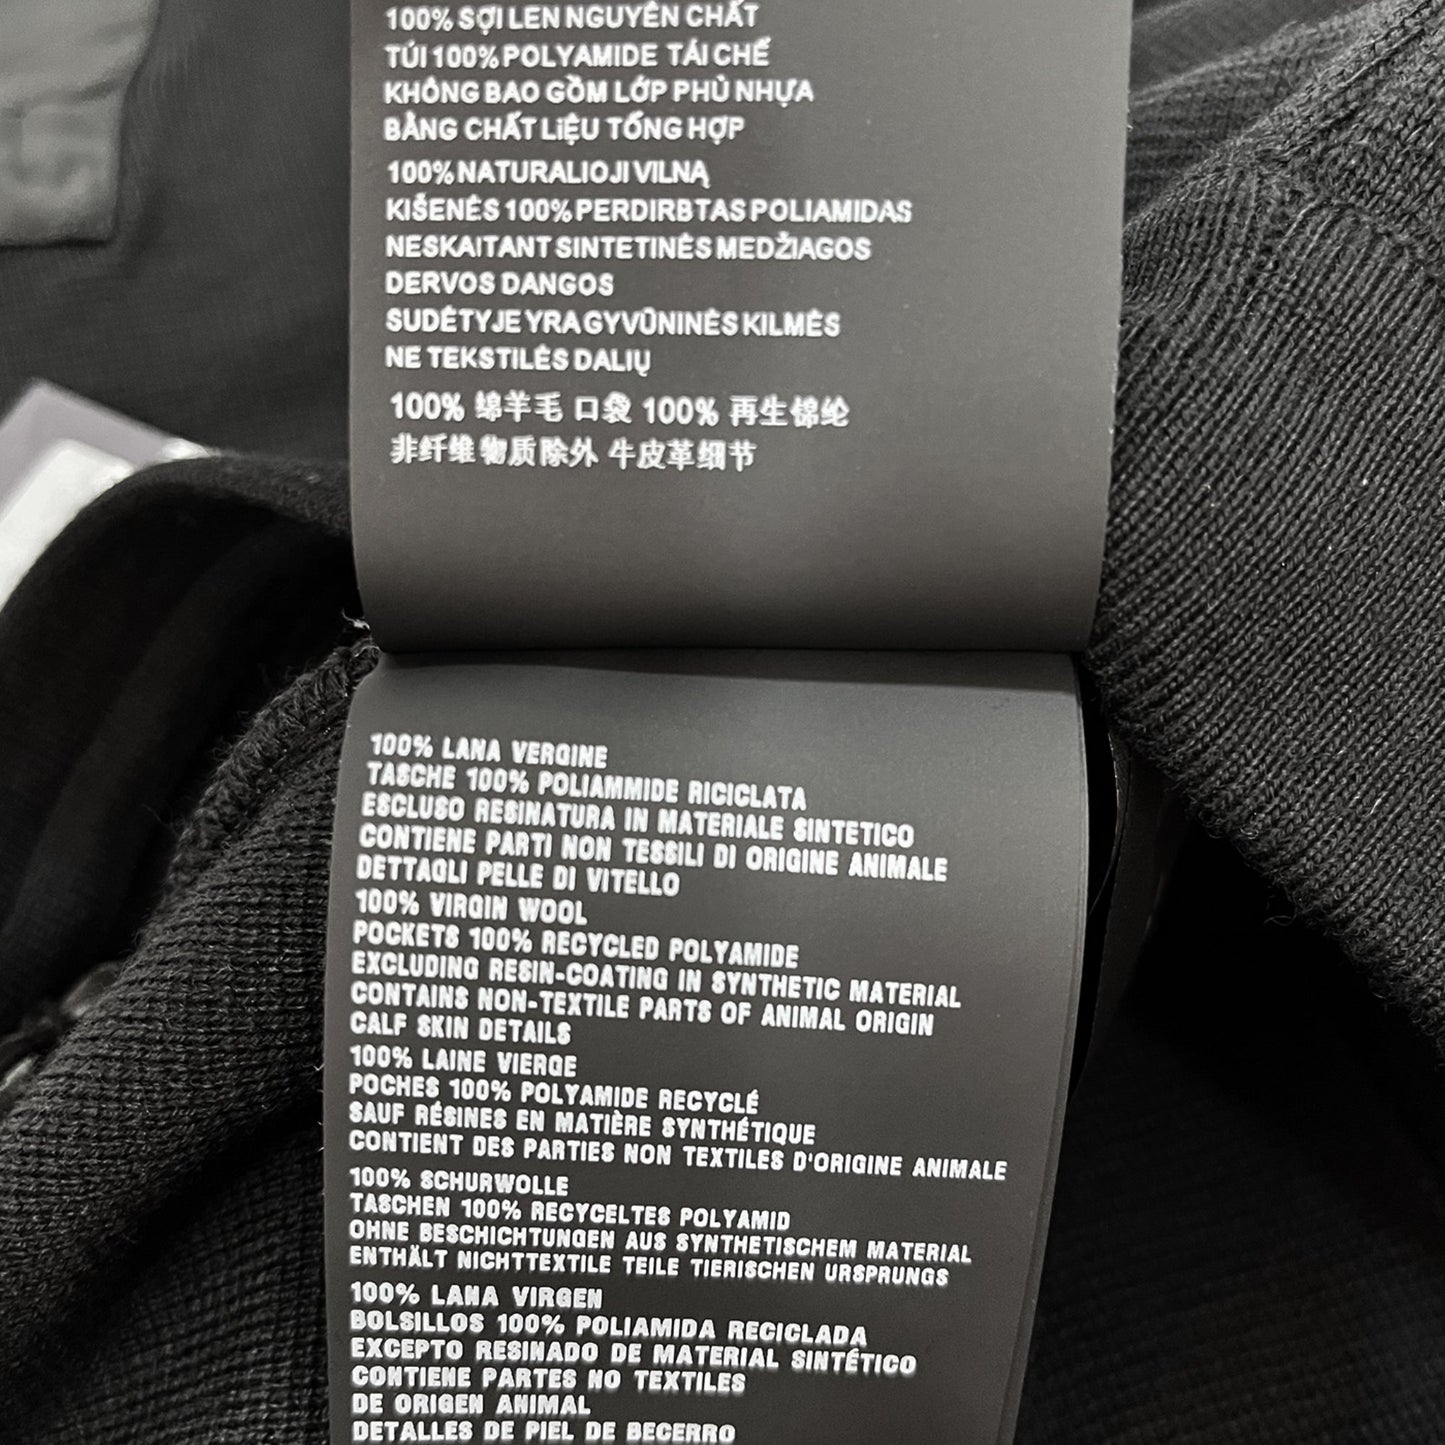 100% SỢI LEN NGUYÊN CHẤT
TÚI 100% POLYAMIDE TÁI CHẾ
KHÔNG BAO GỒM LỚP PHỦ NHỰA
BẰNG CHẤT LIỆU TỔNG HỢP
100% NATURALIOJI VILNĄ
KIŠENĖS 100% PERDIRBTAS POLIAMIDAS
NESKAITANT SINTETINĖS MEDŽIAGOS
DERVOS DANGOS
SUDĖTYJE YRA GYVŪNINĖS KILMĖS
NE TEKSTILĖS DALIŲ
100% 绵羊毛 口袋 100% 再生锦纶
非纤维物质除外 牛皮革细节
100% LANA VERGINE
TASCHE 100% POLIAMMIDE RICICLATA
ESCLUSO RESINATURA IN MATERIALE SINTETICO
CONTIENE PARTI NON TESSILI DI ORIGINE ANIMALE
DETTAGLI PELLE DI VITELLO
100% VIRGIN WOOL
POCKETS 100% RECYCLED POLYAMIDE
EXCLUDING RESIN-COATING IN SYNTHETIC MATERIAL
CONTAINS NON-TEXTILE PARTS OF ANIMAL ORIGIN
CALF SKIN DETAILS
100% LAINE VIERGE
POCHES 100% POLYAMIDE RECYCLÉ
SAUF RÉSINES EN MATIÈRE SYNTHÉTIQUE
CONTIENT DES PARTIES NON TEXTILES D'ORIGINE ANIMALE
100% SCHURWOLLE
TASCHEN 100% RECYCELTES POLYAMID
OHNE BESCHICHTUNGEN AUS SYNTHETISCHEM MATERIAL
ENTHÄLT NICHTTEXTILE TEILE TIERISCHEN URSPRUNGS
100% LANA VIRGEN
BOLSILLOS 100% POLIAMIDA RECICLADA
EXCEPTO RESINADO DE MATERIAL SINTÉTICO
CONTIENE PARTES NO TEXTILES
DE ORIGEN ANIMAL
DETALLES DE PIEL DE BECERRO